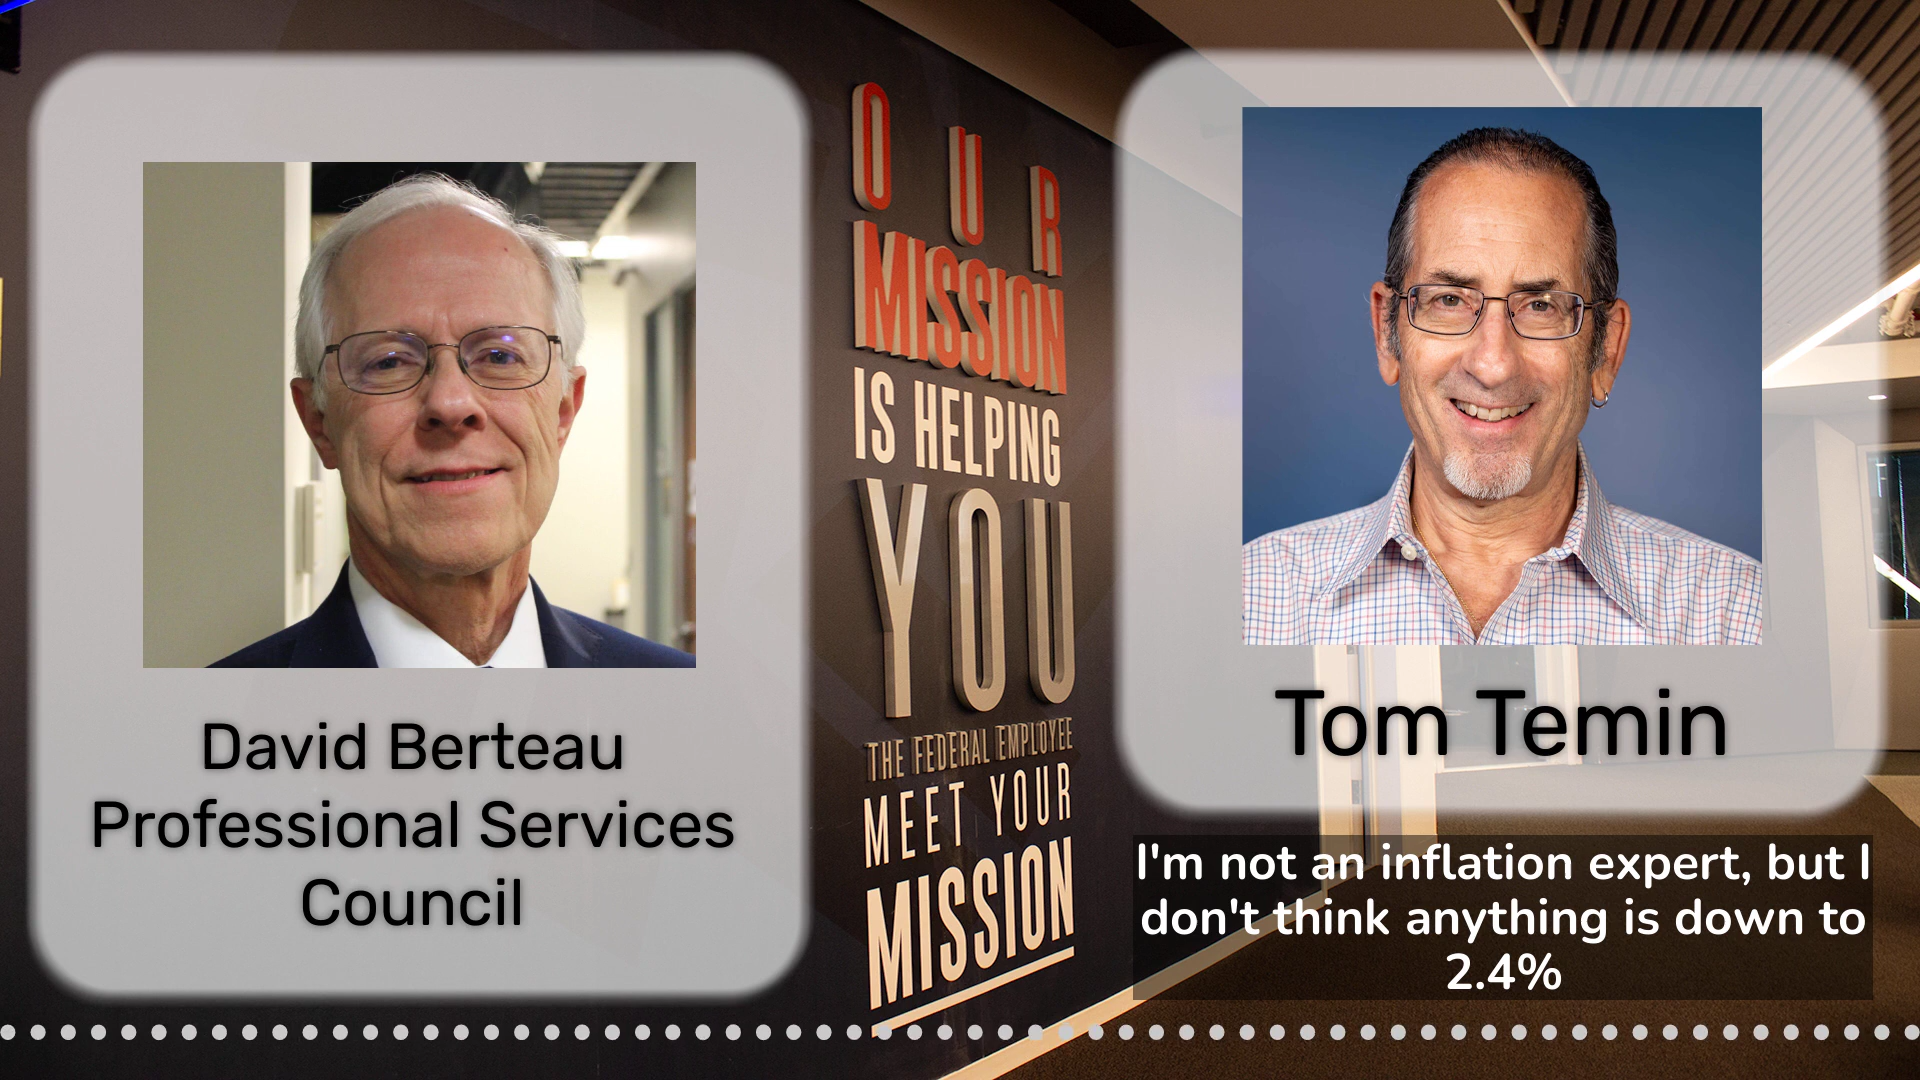 David Berteau
Professional Services
Council
OUR
MISSION
IS HELPING
YOU
THE FEDERAL EMPLOYEE
MEET YOUR
MISSION
Tom Temin
I'm not an inflation expert, but I
don't think anything is down to
2.4%